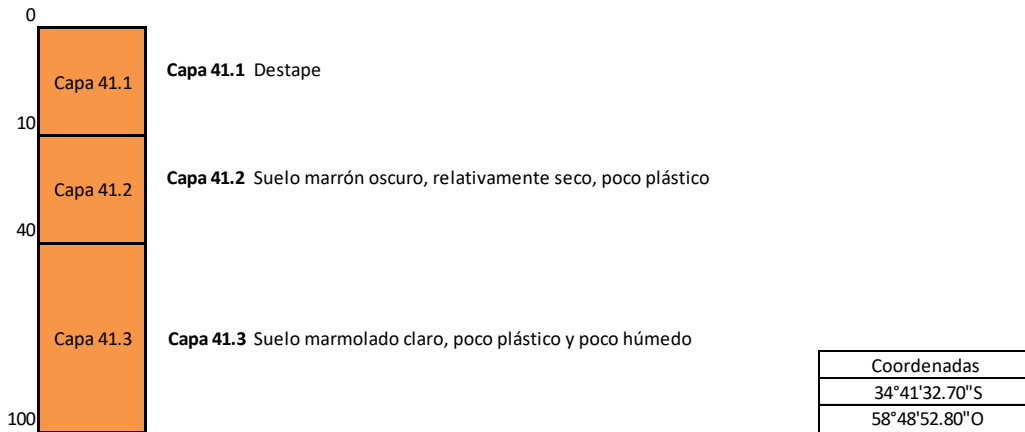 0
Capa 41.1
Capa 41.1 Destape
10
Capa 41.2
Capa 41.2 Suelo marrón oscuro, relativamente seco, poco plástico
40
Capa 41.3
Capa 41.3 Suelo marmolado claro, poco plástico y poco húmedo
100
Coordenadas
34°41'32.70"S
58°48'52.80"O